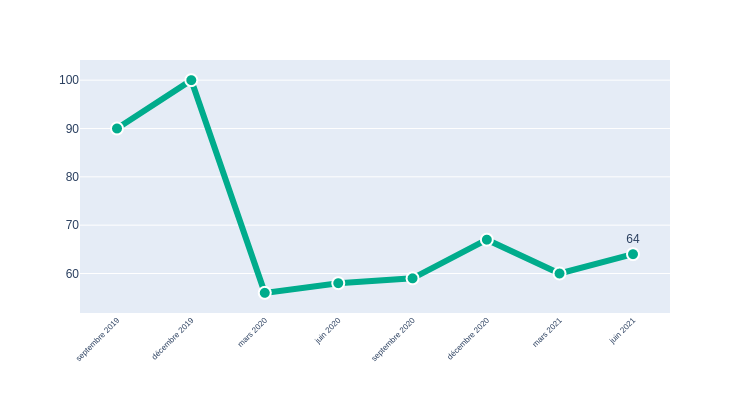 100
90
80
70
60
64
septembre 2019
décembre 2019
mars 2020
juin 2020
septembre 2020
décembre 2020
mars 2021
juin 2021